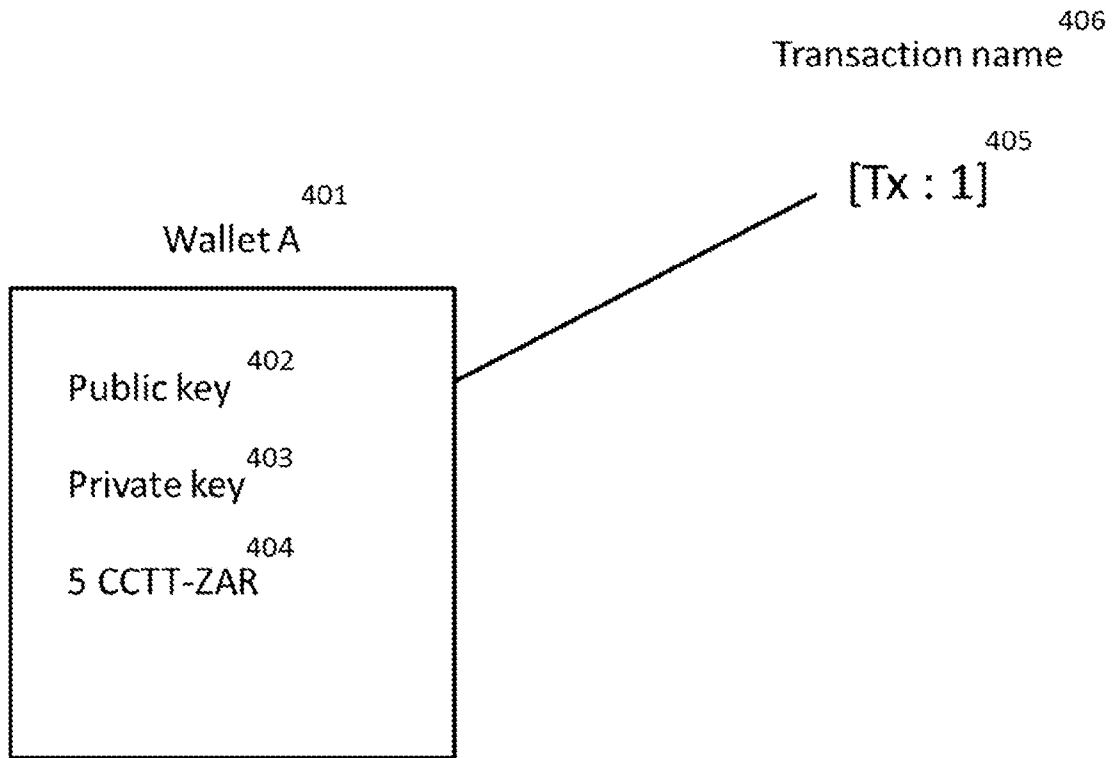 406
Transaction name
405
[Tx : 1]
401
Wallet A
402
Public key
403
Private key
404
5 CCTT-ZAR